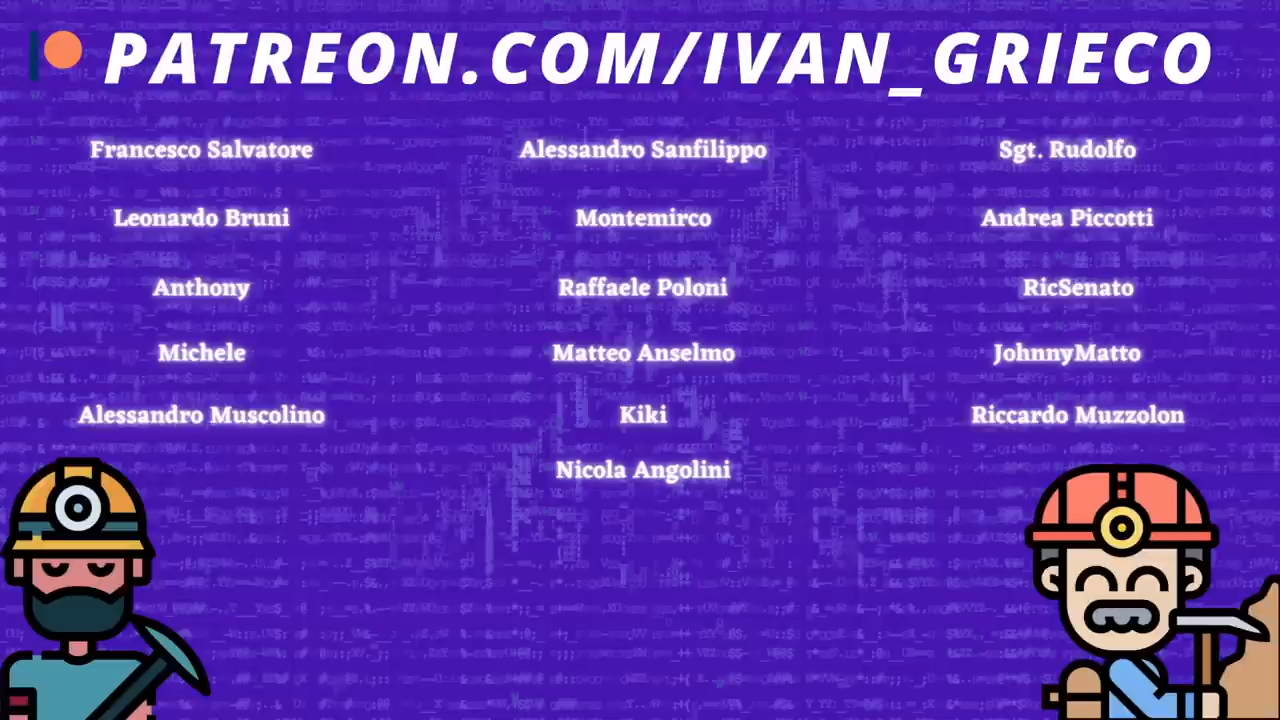 PATREON.COM/IVAN_GRIECO
Francesco Salvatore
Alessandro Sanfilippo
Sgt. Rudolfo
Leonardo Bruni
Montemirco
Andrea Piccotti
Anthony
Raffaele Poloni
RicSenato
Michele
Matteo Anselmo
JohnnyMatto
Alessandro Muscolino
Kiki
Riccardo Muzzolon
Nicola Angolini